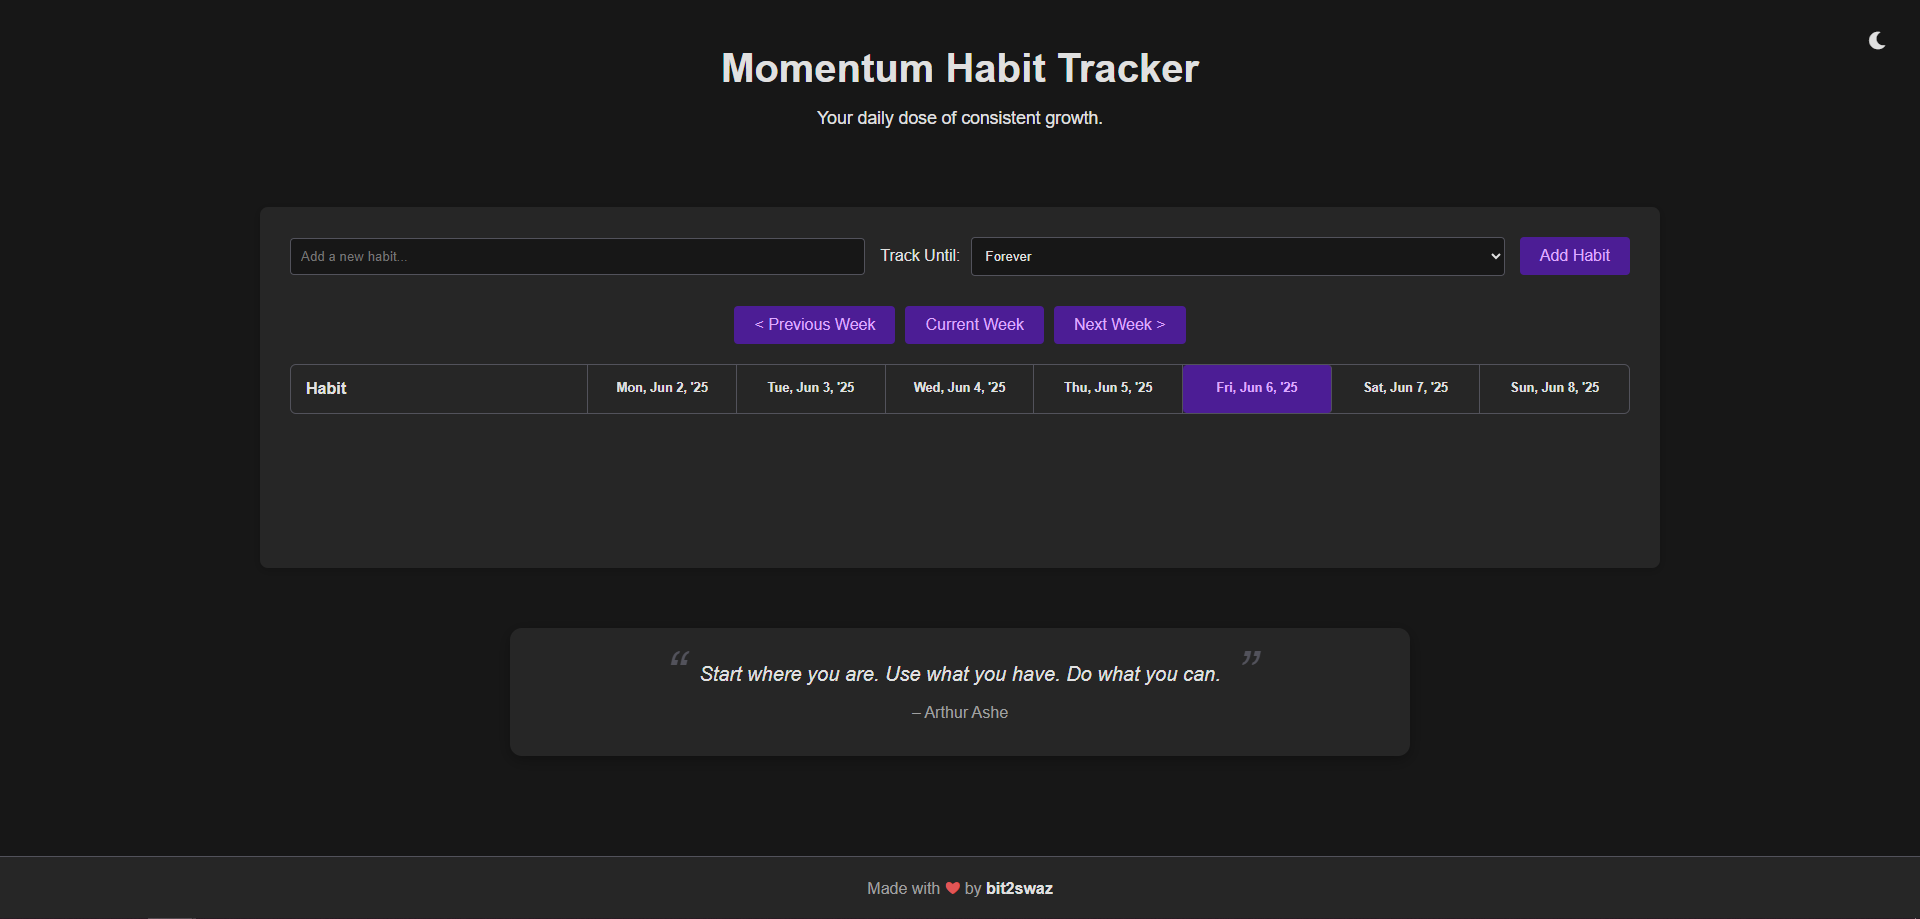 Momentum Habit Tracker
Your daily dose of consistent growth.
Add a new habit... Track Until: Forever Add Habit
< Previous Week Current Week Next Week >
Habit Mon, Jun 2, '25 Tue, Jun 3, '25 Wed, Jun 4, '25 Thu, Jun 5, '25 Fri, Jun 6, '25 Sat, Jun 7, '25 Sun, Jun 8, '25
“ Start where you are. Use what you have. Do what you can. ”
– Arthur Ashe
Made with ❤️ by bit2swaz